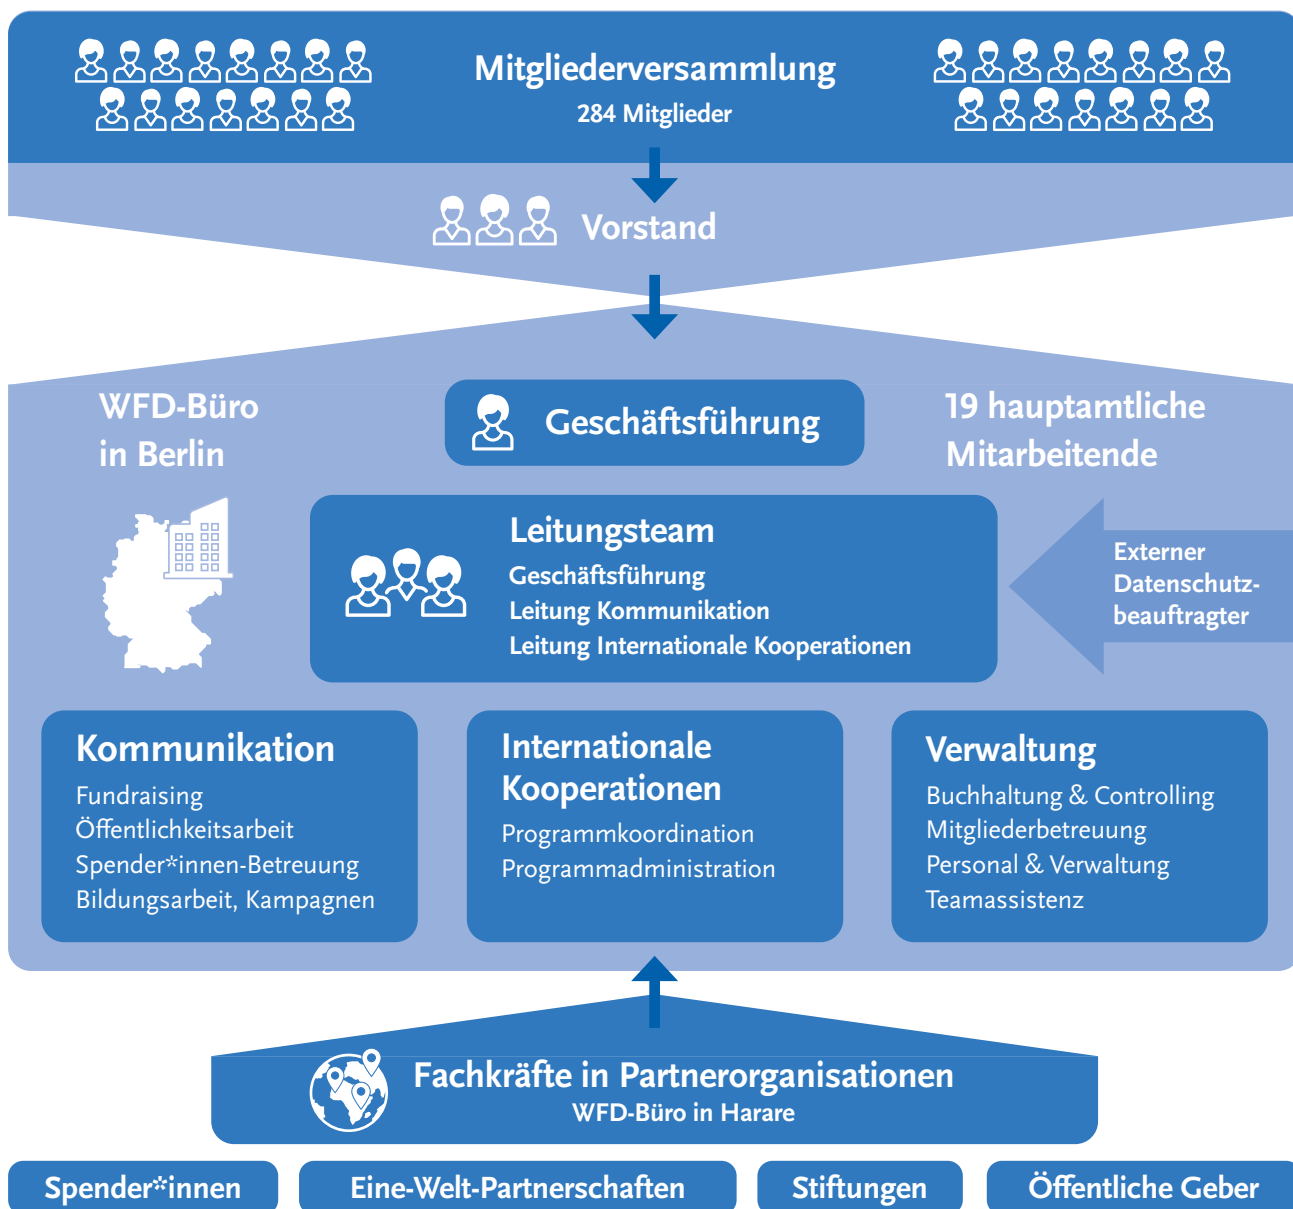 Mitgliederversammlung
284 Mitglieder
Vorstand
WFD-Büro
in Berlin
Geschäftsführung
19 hauptamtliche
Mitarbeitende
Leitungsteam
Geschäftsführung
Leitung Kommunikation
Leitung Internationale Kooperationen
Externer
Datenschutz-
beauftragter
Kommunikation
Fundraising
Öffentlichkeitsarbeit
Spender*innen-Betreuung
Bildungsarbeit, Kampagnen
Internationale
Kooperationen
Programmkoordination
Programmadministration
Verwaltung
Buchhaltung & Controlling
Mitgliederbetreuung
Personal & Verwaltung
Teamassistenz
Fachkräfte in Partnerorganisationen
WFD-Büro in Harare
Spender*innen
Eine-Welt-Partnerschaften
Stiftungen
Öffentliche Geber